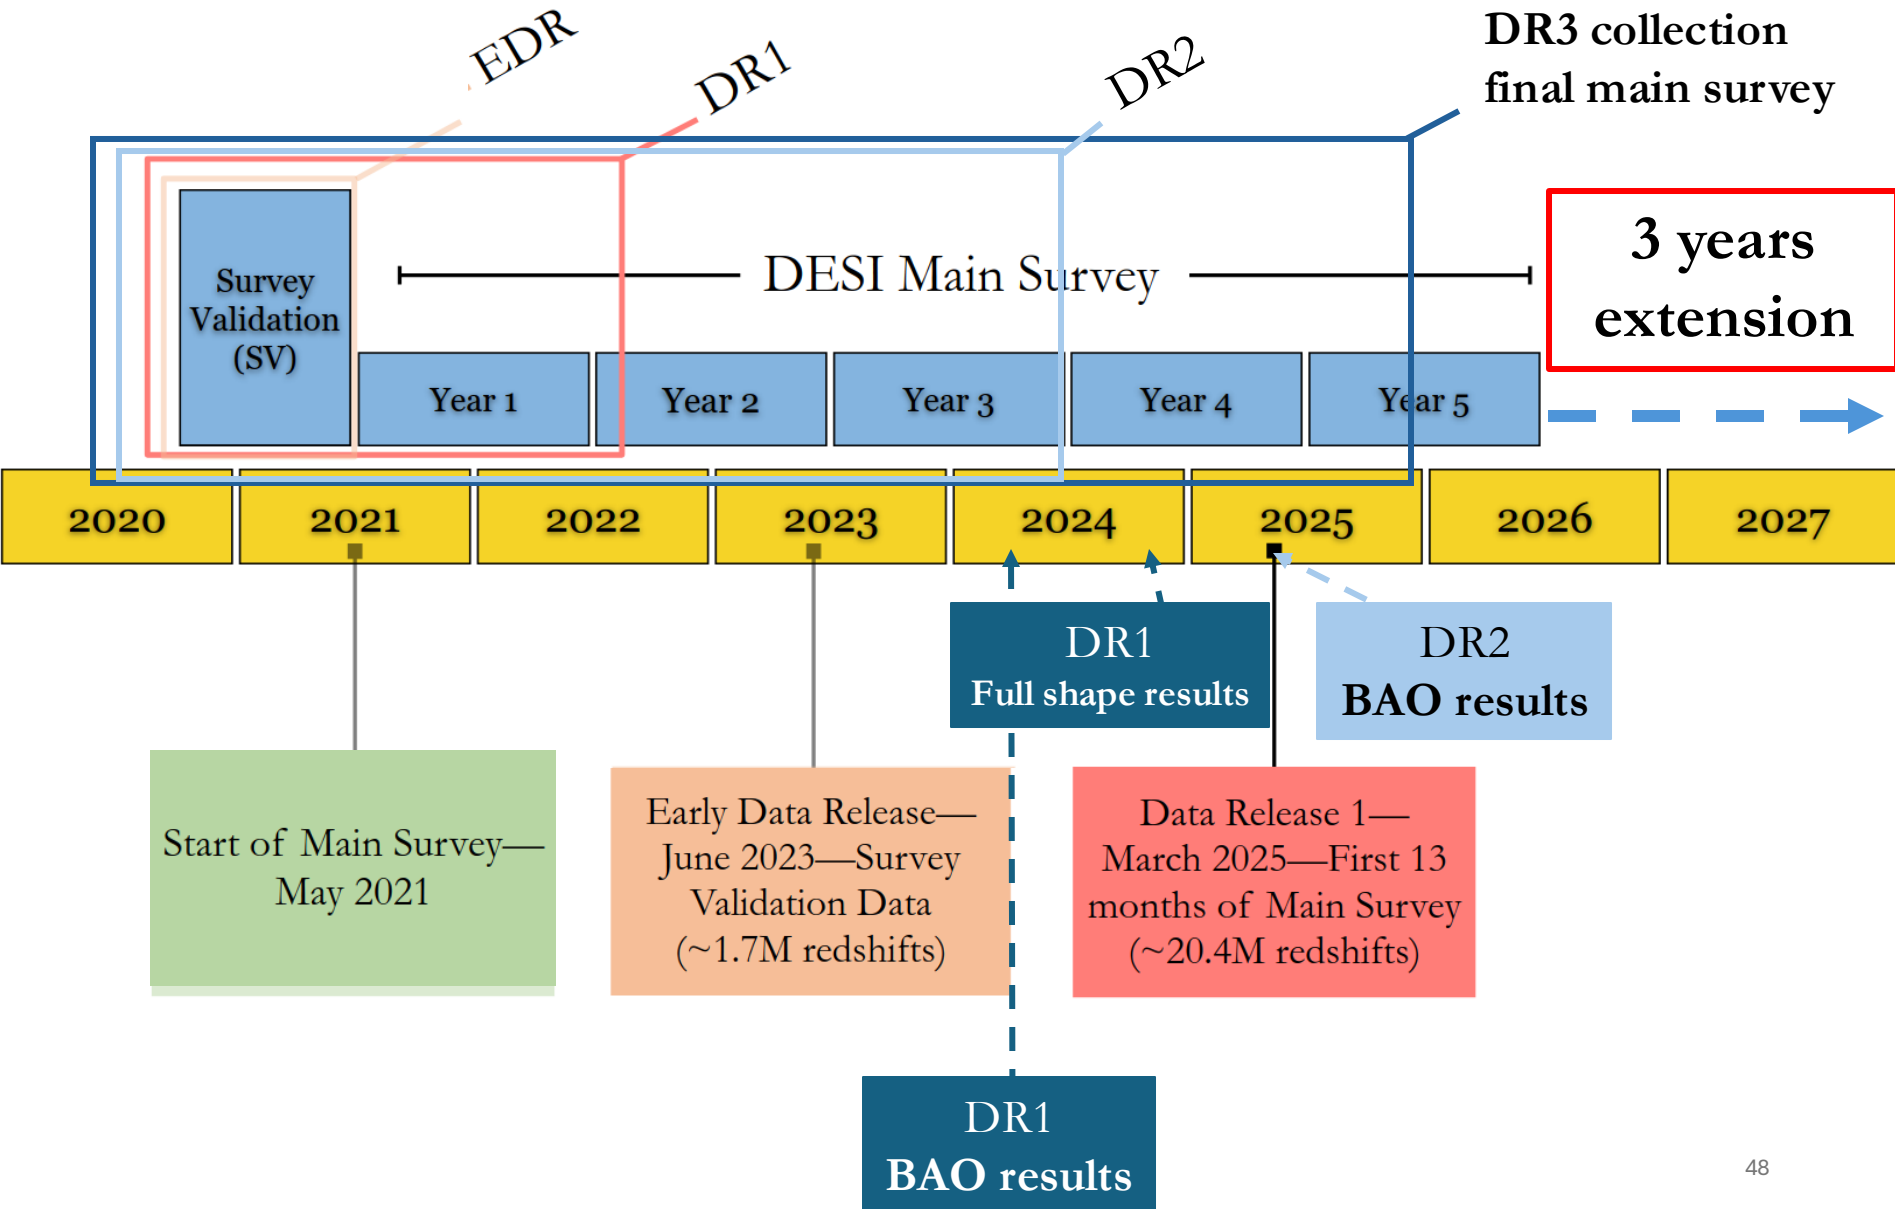 EDR
DR1
DR2
DR3 collection
final main survey
3 years
extension
DESI Main Survey
Survey
Validation
(SV)
Year 1
Year 2
Year 3
Year 4
Year 5
2020
2021
2022
2023
2024
2025
2026
2027
DR1
Full shape results
DR2
BAO results
Start of Main Survey—
May 2021
Early Data Release—
June 2023—Survey
Validation Data
(~1.7M redshifts)
Data Release 1—
March 2025—First 13
months of Main Survey
(~20.4M redshifts)
DR1
BAO results
48